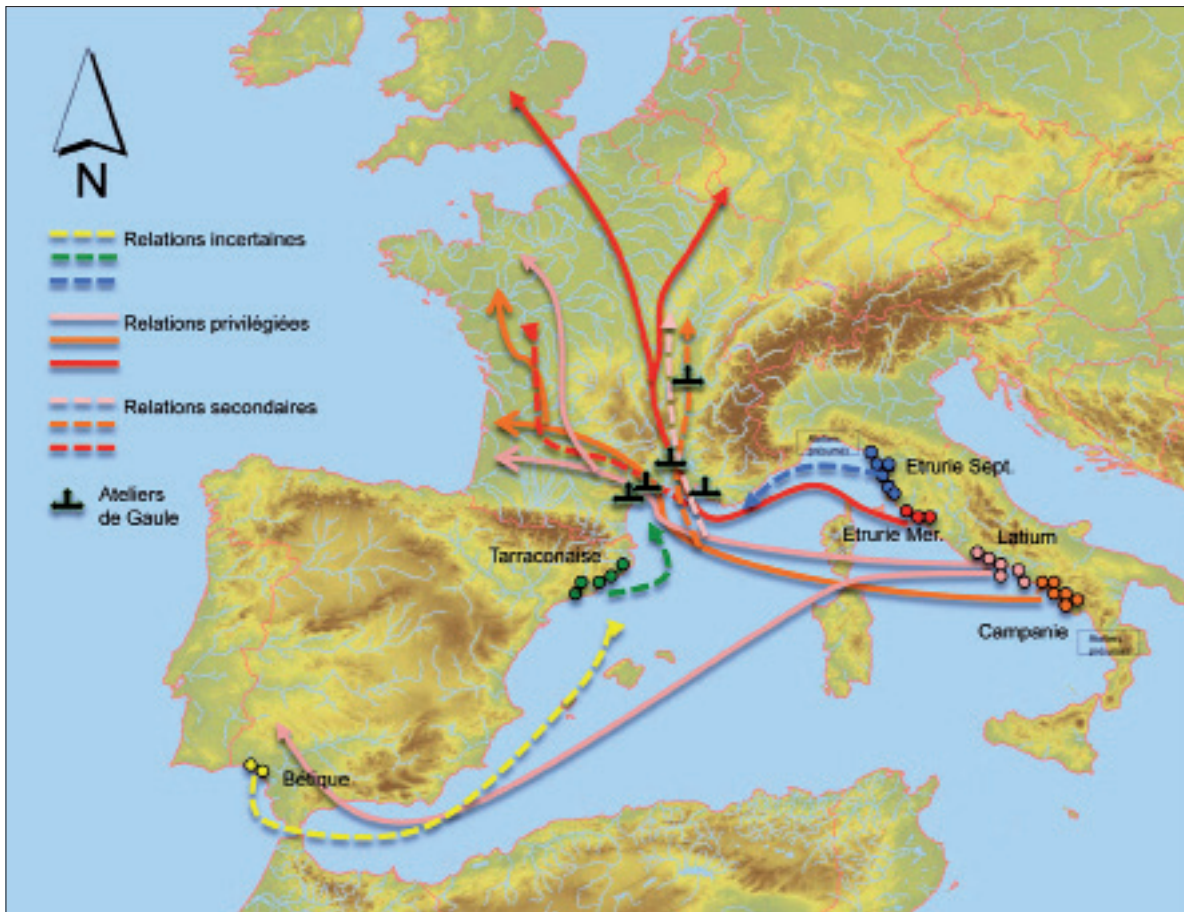 N
Relations incertaines
Relations privilégiées
Relations secondaires
Ateliers
de Gaule
Etrurie Sept.
Etrurie Mer.
Latium
Tarraconaise
Campanie
Bétique